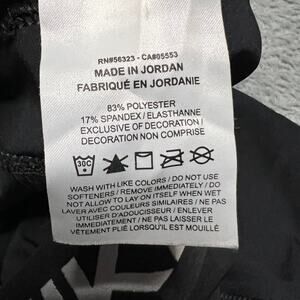 RN#56323 - CA#05553
MADE IN JORDAN
FABRIQUÉ EN JORDANIE
83% POLYESTER
17% SPANDEX / ELASTHANNE
EXCLUSIVE OF DECORATION /
DECORATION NON COMPRISE
30C
WASH WITH LIKE COLORS / DO NOT USE
SOFTENERS / REMOVE IMMEDIATELY / DO
NOT ALLOW TO LAY ON ITSELF WHEN WET
LAVER AVEC COULEURS SIMILAIRES / NE PAS
UTILISER D'ADOUCISSEUR / ENLEVER
IMMÉDIATEMENT / NE PAS LAISSER LE
VÊTEMENT PLIÉ LORSQU'IL EST MOUILLÉ